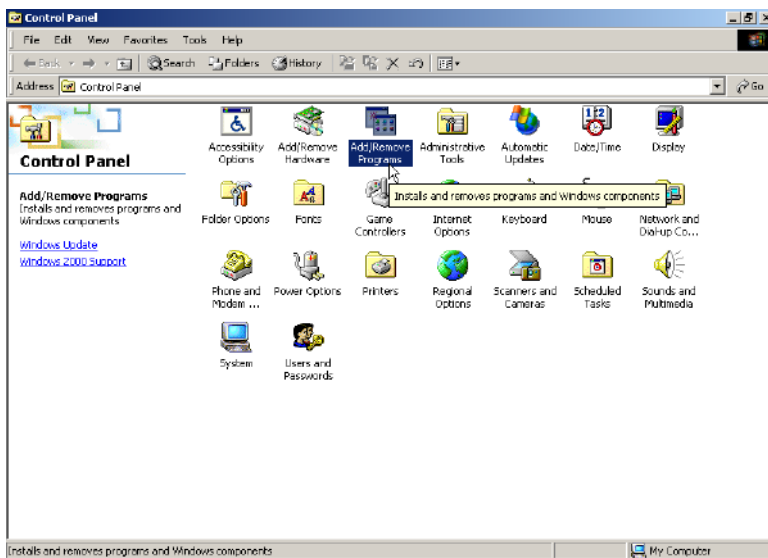 Control Panel
File Edit View Favorites Tools Help
Back Search Folders History
Address Control Panel Go
Control Panel
Add/Remove Programs
Installs and removes programs and
Windows components
Windows Update
Windows 2000 Support
Accessibility Options
Add/Remove Hardware
Add/Remove Programs
Administrative Tools
Automatic Updates
Date/Time
Display
Installs and removes programs and Windows components
Folder Options
Fonts
Game Controllers
Internet Options
Keyboard
Mouse
Network and Dial-up Co...
Phone and Modem ...
Power Options
Printers
Regional Options
Scanners and Cameras
Scheduled Tasks
Sounds and Multimedia
System
Users and Passwords
Installs and removes programs and Windows components My Computer